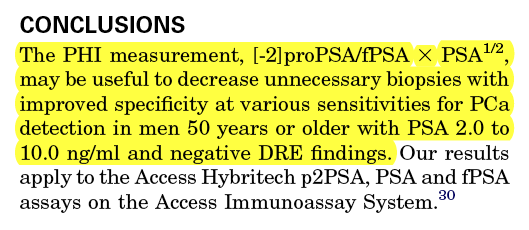 CONCLUSIONS
The PHI measurement, [-2]proPSA/fPSA × PSA¹/²,
may be useful to decrease unnecessary biopsies with
improved specificity at various sensitivities for PCa
detection in men 50 years or older with PSA 2.0 to
10.0 ng/ml and negative DRE findings. Our results
apply to the Access Hybritech p2PSA, PSA and fPSA
assays on the Access Immunoassay System.³⁰